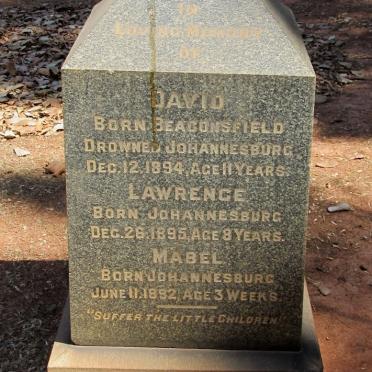 IN
LOVING MEMORY
OF
DAVID
BORN BEACONSFIELD
DROWNED JOHANNESBURG
DEC. 12. 1894. AGE 11 YEARS.
LAWRENCE
BORN JOHANNESBURG
DEC. 26. 1895. AGE 8 YEARS.
MABEL
BORN JOHANNESBURG
JUNE 11. 1892. AGE 3 WEEKS.
"SUFFER THE LITTLE CHILDREN"